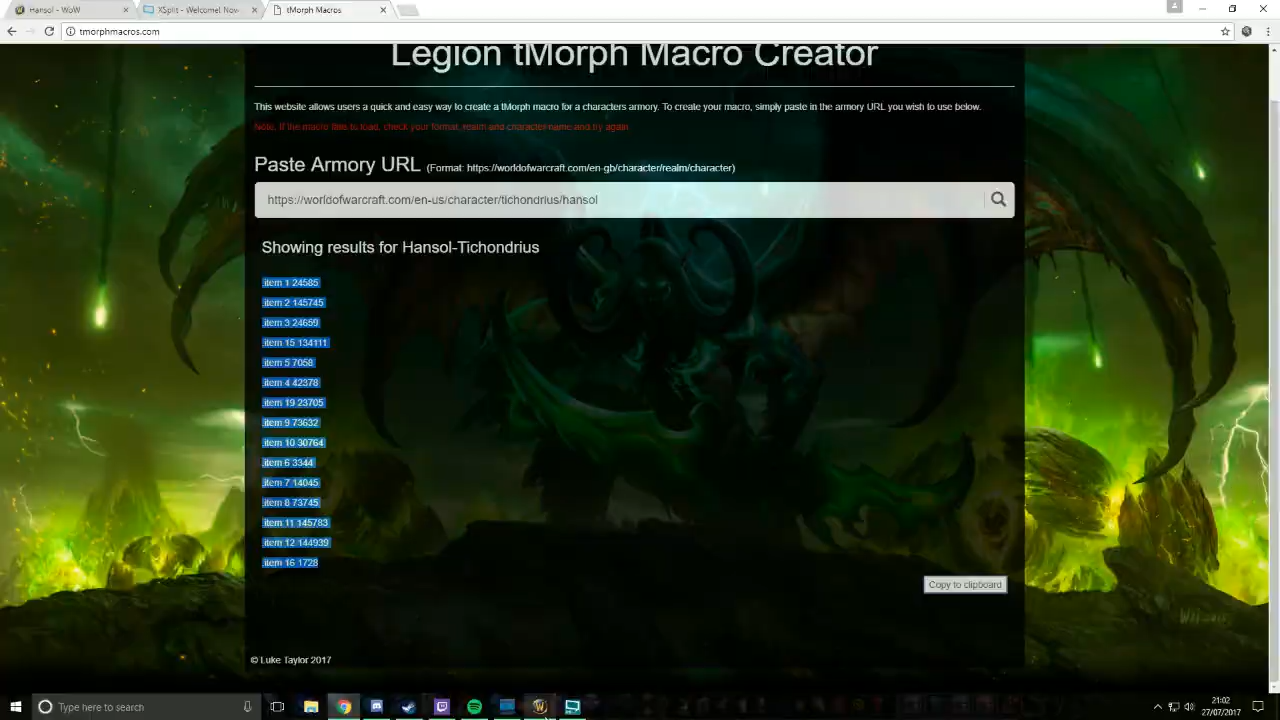 Hansol - WoW
XSplit - Welcome! Now
tMorph Macros
tmorphmacros.com
Legion tMorph Macro Creator
This website allows users a quick and easy way to create a tMorph macro for a characters armory. To create your macro, simply paste in the armory URL you wish to use below.
Note. If the macro fails to load, check your format, realm and character name and try again
Paste Armory URL (Format: https://worldofwarcraft.com/en-gb/character/realm/character)
https://worldofwarcraft.com/en-us/character/tichondrius/hansol
Showing results for Hansol-Tichondrius
.item 1 24585
.item 2 145745
.item 3 24659
.item 15 134111
.item 5 7058
.item 4 42378
.item 19 23705
.item 9 73632
.item 10 30764
.item 6 3344
.item 7 14045
.item 8 73745
.item 11 145783
.item 12 144939
.item 16 1728
Copy to clipboard
© Luke Taylor 2017
Type here to search
21:02
27/07/2017